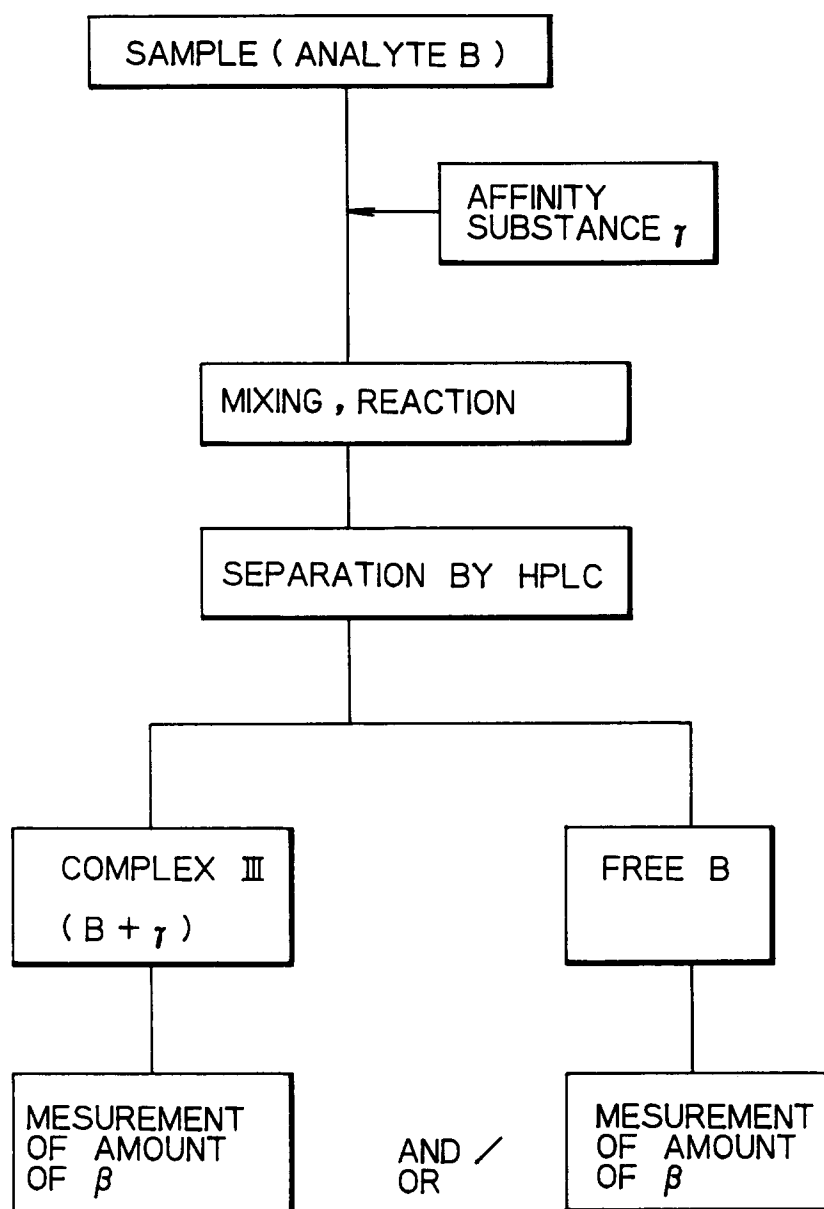 SAMPLE ( ANALYTE B )
AFFINITY
SUBSTANCE γ
MIXING , REACTION
SEPARATION BY HPLC
COMPLEX Ⅲ
( B + γ )
FREE B
MESUREMENT
OF AMOUNT
OF β
AND /
OR
MESUREMENT
OF AMOUNT
OF β